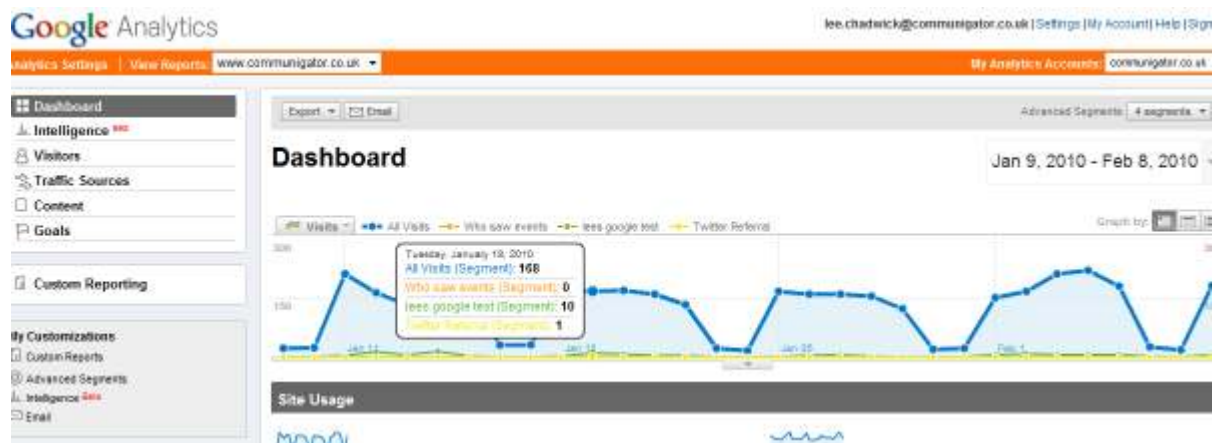 Google Analytics
lee.chadwick@communigator.co.uk | Settings | My Account | Help | Sign
Analytics Settings | View Reports: www.communigator.co.uk
My Analytics Accounts: communigator.co.uk
Dashboard
Intelligence Beta
Visitors
Traffic Sources
Content
Goals
Custom Reporting
My Customizations
Custom Reports
Advanced Segments
Intelligence Beta
Email
Export Email
Advanced Segments: 4 segments
Dashboard
Jan 9, 2010 - Feb 8, 2010
Visits All Visits Who saw events lees google test Twitter Referral
Graph by:
300
150
Tuesday, January 19, 2010
All Visits (Segment): 168
Who saw events (Segment): 0
lees google test (Segment): 10
Twitter Referral (Segment): 1
Jan 11
Jan 18
Jan 25
Feb 1
Site Usage